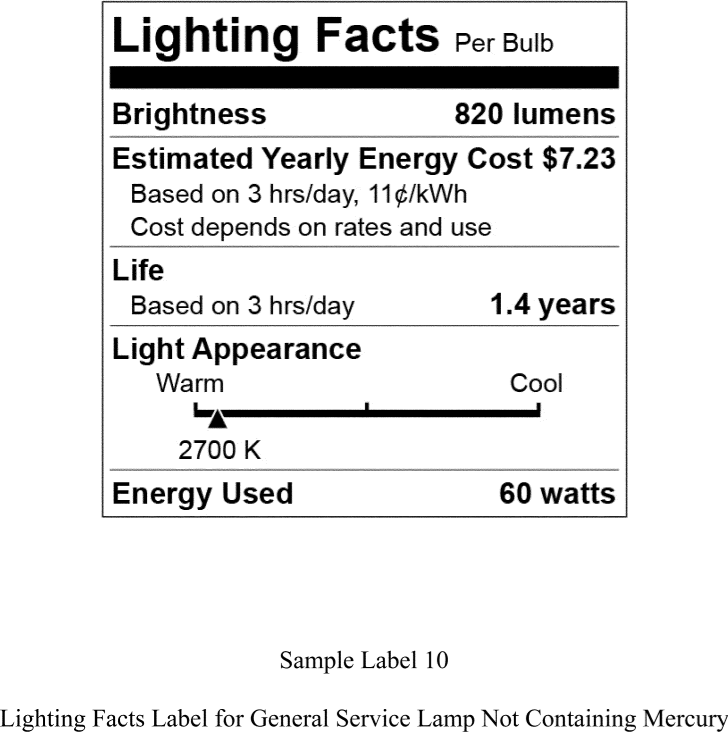 Lighting Facts Per Bulb
Brightness 820 lumens
Estimated Yearly Energy Cost $7.23
Based on 3 hrs/day, 11¢/kWh
Cost depends on rates and use
Life
Based on 3 hrs/day 1.4 years
Light Appearance
Warm Cool
2700 K
Energy Used 60 watts
Sample Label 10
Lighting Facts Label for General Service Lamp Not Containing Mercury